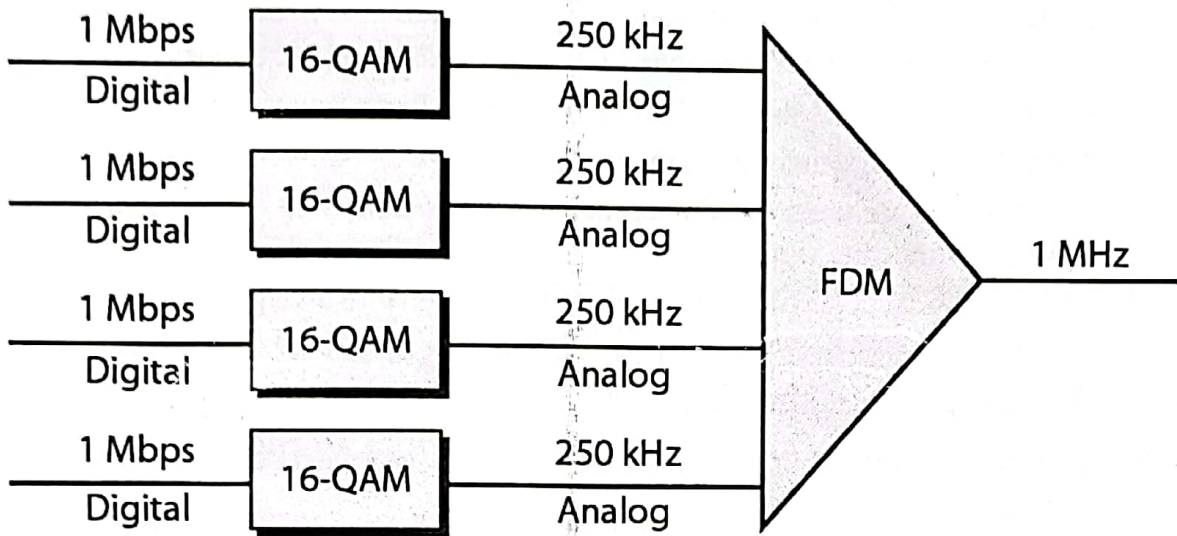 1 Mbps
Digital
16-QAM
250 kHz
Analog
1 Mbps
Digital
16-QAM
250 kHz
Analog
1 Mbps
Digital
16-QAM
250 kHz
Analog
1 Mbps
Digital
16-QAM
250 kHz
Analog
FDM
1 MHz